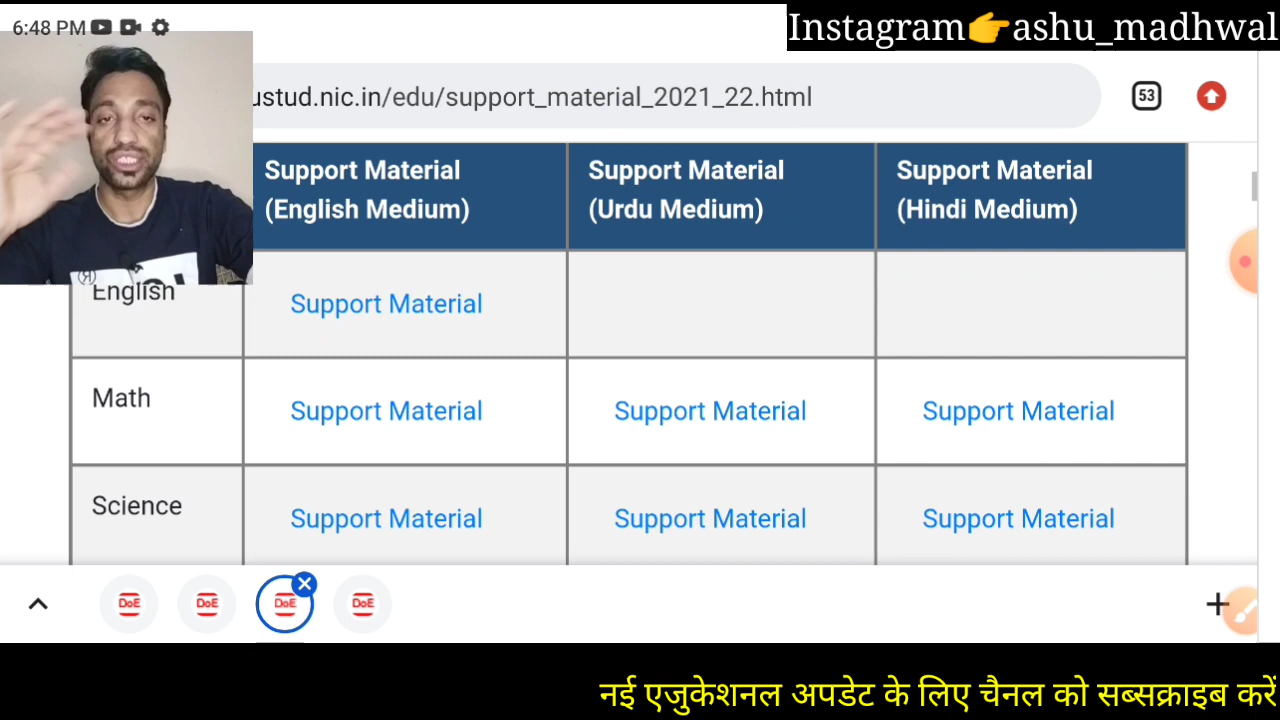 6:48 PM
Instagram👉ashu_madhwal
ustud.nic.in/edu/support_material_2021_22.html
53
Support Material (English Medium)
Support Material (Urdu Medium)
Support Material (Hindi Medium)
English
Support Material
Math
Support Material
Support Material
Support Material
Science
Support Material
Support Material
Support Material
DoE
DoE
DoE
DoE
नई एजुकेशनल अपडेट के लिए चैनल को सब्सक्राइब करें